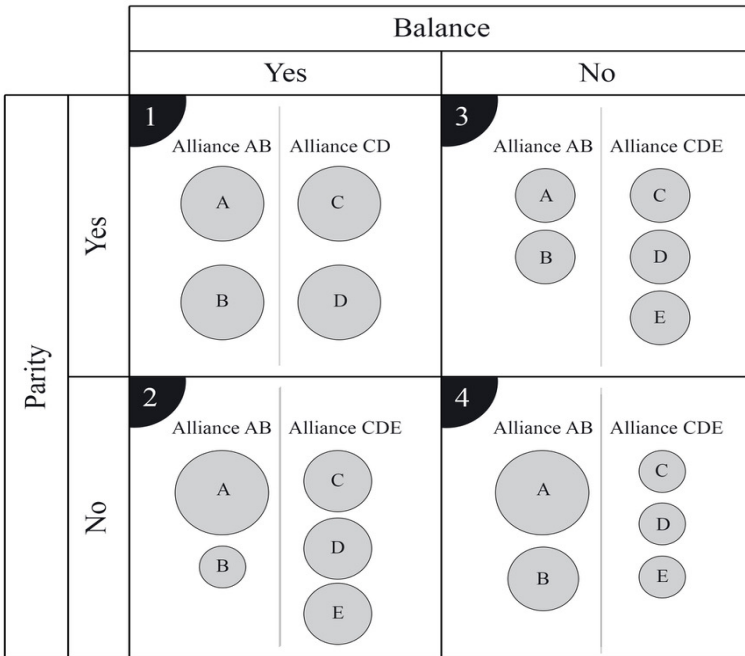 Balance
Yes
No
Parity
Yes
1
Alliance AB
Alliance CD
A
C
B
D
3
Alliance AB
Alliance CDE
A
C
B
D
E
No
2
Alliance AB
Alliance CDE
A
C
D
B
E
4
Alliance AB
Alliance CDE
C
A
D
B
E